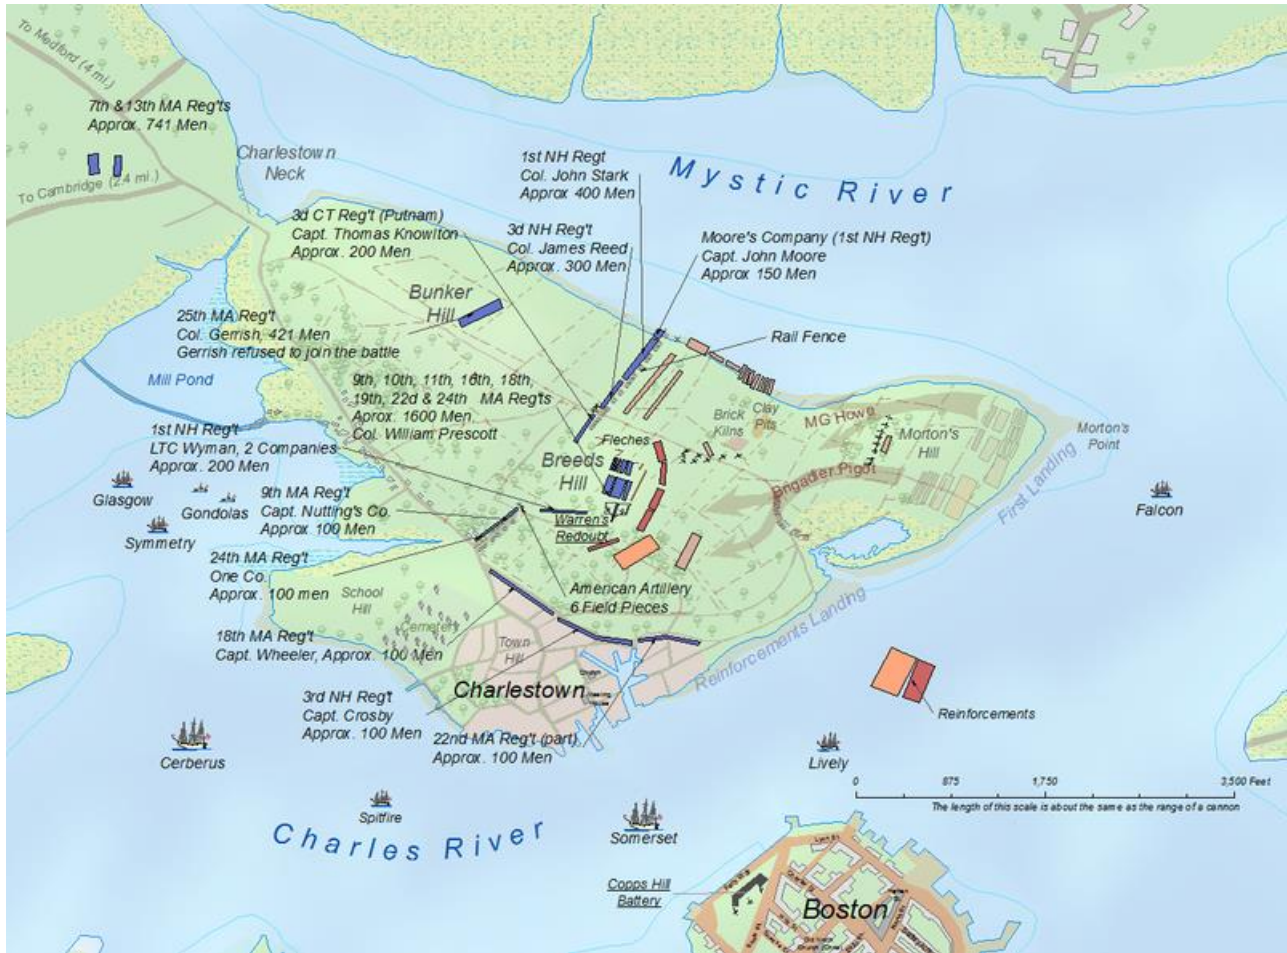 To Medford (4 mi.)
7th & 13th MA Reg'ts
Approx. 741 Men
To Cambridge (2.4 mi.)
Charlestown
Neck
Mystic River
1st NH Regt
Col. John Stark
Approx 400 Men
3d CT Reg't (Putnam)
Capt. Thomas Knowlton
Approx. 200 Men
3d NH Reg't
Col. James Reed
Approx. 300 Men
Moore's Company (1st NH Reg't)
Capt. John Moore
Approx 150 Men
Bunker
Hill
25th MA Reg't
Col. Gerrish, 421 Men
Gerrish refused to join the battle
Rail Fence
Mill Pond
9th, 10th, 11th, 16th, 18th,
19th, 22d & 24th MA Reg'ts
Aprox. 1600 Men
Col. William Prescott
Brick
Kilns
Clay
Pits
MG Howe
Morton's
Hill
Morton's
Point
1st NH Reg't
LTC Wyman, 2 Companies
Approx. 200 Men
Fleches
Breeds
Hill
Brigadier Pigot
First Landing
Glasgow
Gondolas
Symmetry
9th MA Reg't
Capt. Nutting's Co.
Approx 100 Men
Warren's
Redoubt
Falcon
24th MA Reg't
One Co.
Approx. 100 men
School
Hill
American Artillery
6 Field Pieces
Cemetery
18th MA Reg't
Capt. Wheeler, Approx. 100 Men
Town
Hill
Reinforcements Landing
Charlestown
3rd NH Reg't
Capt. Crosby
Approx. 100 Men
22nd MA Reg't (part)
Approx. 100 Men
Reinforcements
Cerberus
Lively
0 875 1,750 3,500 Feet
The length of this scale is about the same as the range of a cannon
Spitfire
Charles River
Somerset
Copps Hill
Battery
Boston